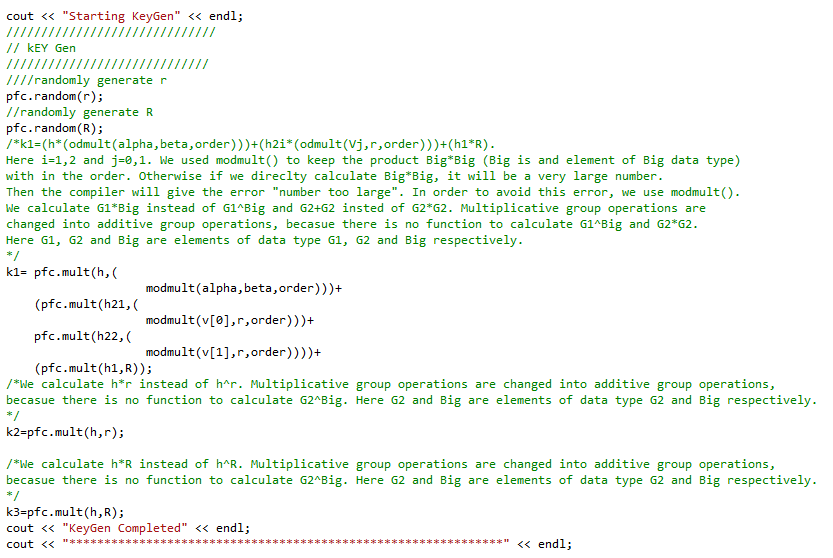 cout << "Starting KeyGen" << endl;
//////////////////////////////
// kEY Gen
/////////////////////////////
////randomly generate r
pfc.random(r);
//randomly generate R
pfc.random(R);
/*k1=(h*(odmult(alpha,beta,order)))+(h2i*(odmult(Vj,r,order)))+(h1*R).
Here i=1,2 and j=0,1. We used modmult() to keep the product Big*Big (Big is and element of Big data type)
with in the order. Otherwise if we direclty calculate Big*Big, it will be a very large number.
Then the compiler will give the error "number too large". In order to avoid this error, we use modmult().
We calculate G1*Big instead of G1^Big and G2+G2 insted of G2*G2. Multiplicative group operations are
changed into additive group operations, becasue there is no function to calculate G1^Big and G2*G2.
Here G1, G2 and Big are elements of data type G1, G2 and Big respectively.
*/
k1= pfc.mult(h,(
modmult(alpha,beta,order)))+
(pfc.mult(h21,(
modmult(v[0],r,order)))+
pfc.mult(h22,(
modmult(v[1],r,order))))+
(pfc.mult(h1,R));
/*We calculate h*r instead of h^r. Multiplicative group operations are changed into additive group operations,
becasue there is no function to calculate G2^Big. Here G2 and Big are elements of data type G2 and Big respectively.
*/
k2=pfc.mult(h,r);
/*We calculate h*R instead of h^R. Multiplicative group operations are changed into additive group operations,
becasue there is no function to calculate G2^Big. Here G2 and Big are elements of data type G2 and Big respectively.
*/
k3=pfc.mult(h,R);
cout << "KeyGen Completed" << endl;
cout << "**************************************************************" << endl;